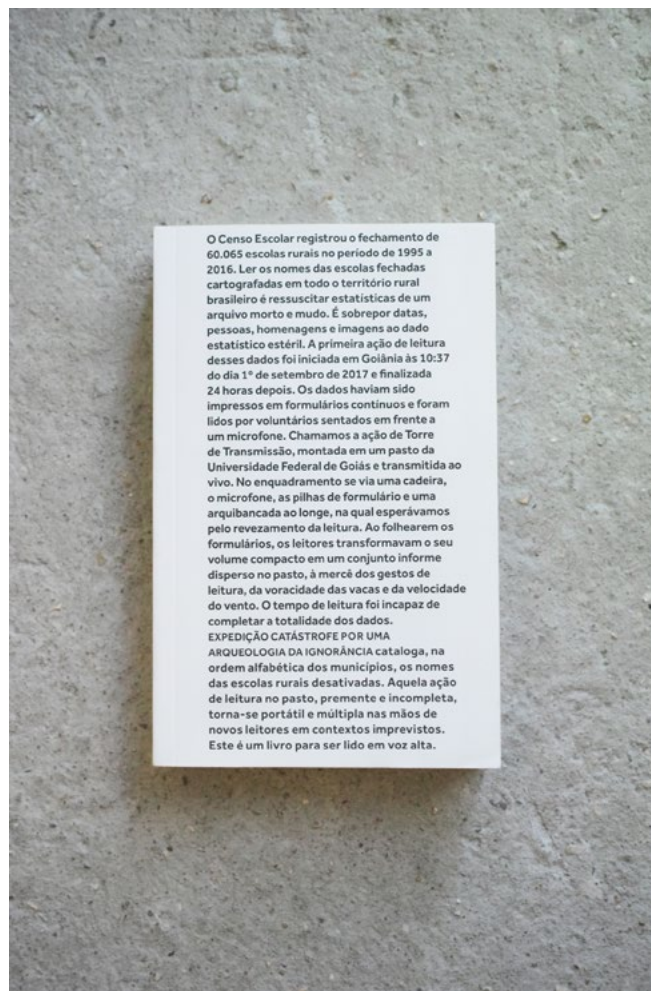 O Censo Escolar registrou o fechamento de
60.065 escolas rurais no período de 1995 a
2016. Ler os nomes das escolas fechadas
cartografadas em todo o território rural
brasileiro é ressuscitar estatísticas de um
arquivo morto e mudo. É sobrepor datas,
pessoas, homenagens e imagens ao dado
estatístico estéril. A primeira ação de leitura
desses dados foi iniciada em Goiânia às 10:37
do dia 1º de setembro de 2017 e finalizada
24 horas depois. Os dados haviam sido
impressos em formulários contínuos e foram
lidos por voluntários sentados em frente a
um microfone. Chamamos a ação de Torre
de Transmissão, montada em um pasto da
Universidade Federal de Goiás e transmitida ao
vivo. No enquadramento se via uma cadeira,
o microfone, as pilhas de formulário e uma
arquibancada ao longe, na qual esperávamos
pelo revezamento da leitura. Ao folhearem os
formulários, os leitores transformavam o seu
volume compacto em um conjunto informe
disperso no pasto, à mercê dos gestos de
leitura, da voracidade das vacas e da velocidade
do vento. O tempo de leitura foi incapaz de
completar a totalidade dos dados.
EXPEDIÇÃO CATÁSTROFE POR UMA
ARQUEOLOGIA DA IGNORÂNCIA cataloga, na
ordem alfabética dos municípios, os nomes
das escolas rurais desativadas. Aquela ação
de leitura no pasto, premente e incompleta,
torna-se portátil e múltipla nas mãos de
novos leitores em contextos imprevistos.
Este é um livro para ser lido em voz alta.